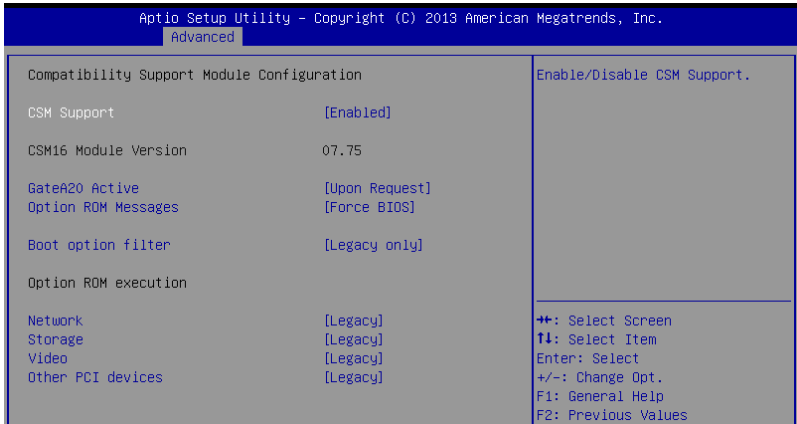 Aptio Setup Utility – Copyright (C) 2013 American Megatrends, Inc.
Advanced
Compatibility Support Module Configuration
CSM Support [Enabled]
CSM16 Module Version 07.75
GateA20 Active [Upon Request]
Option ROM Messages [Force BIOS]
Boot option filter [Legacy only]
Option ROM execution
Network [Legacy]
Storage [Legacy]
Video [Legacy]
Other PCI devices [Legacy]
Enable/Disable CSM Support.
→←: Select Screen
↑↓: Select Item
Enter: Select
+/-: Change Opt.
F1: General Help
F2: Previous Values